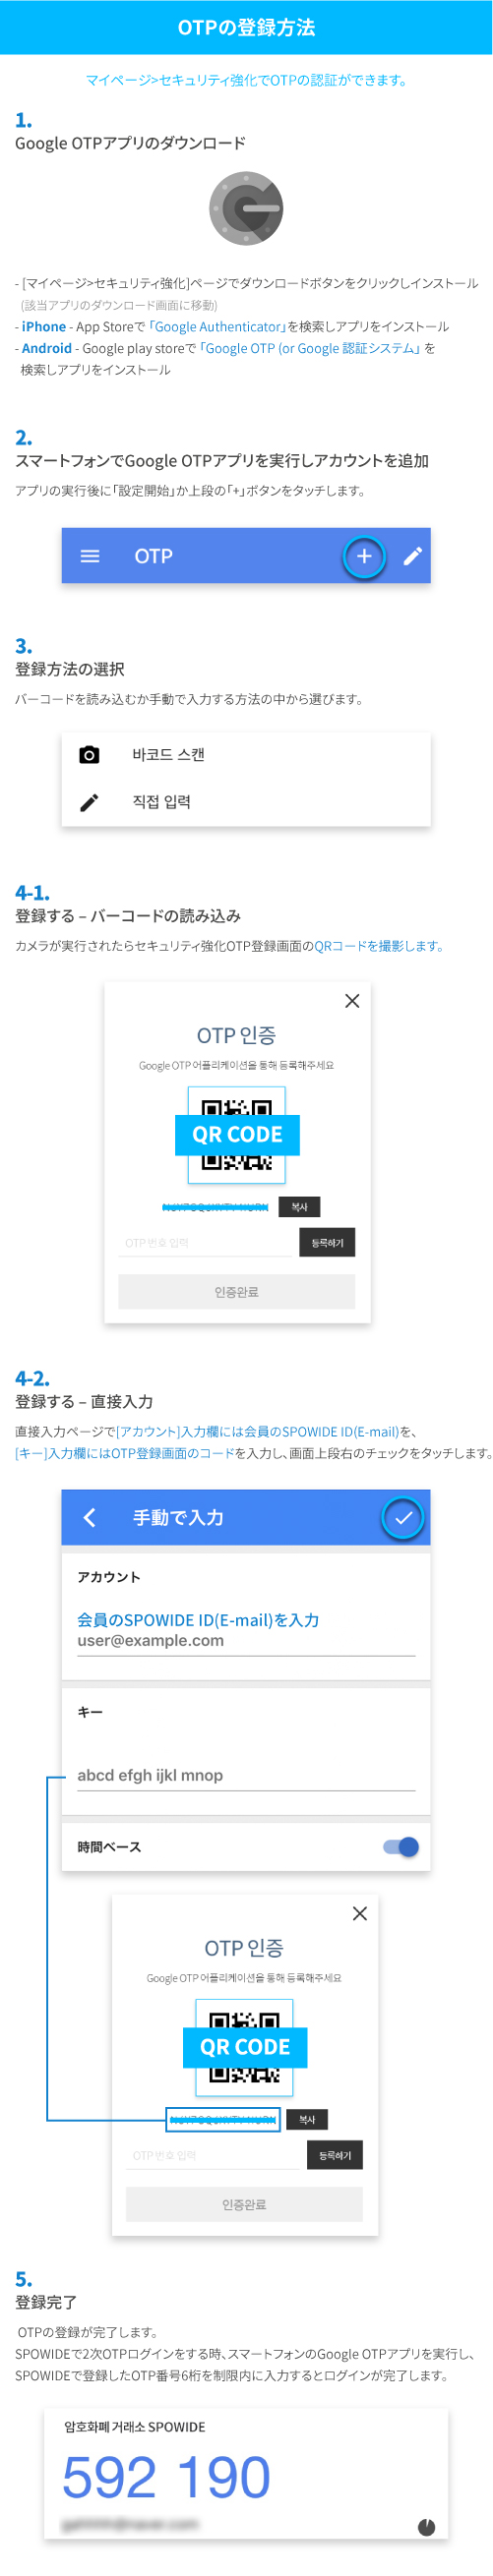 OTPの登録方法
マイページ>セキュリティ強化でOTPの認証ができます。
1.
Google OTPアプリのダウンロード
- [マイページ>セキュリティ強化]ページでダウンロードボタンをクリックしインストール
(該当アプリのダウンロード画面に移動)
- iPhone - App Storeで「Google Authenticator」を検索しアプリをインストール
- Android - Google play storeで「Google OTP (or Google 認証システム」 を
検索しアプリをインストール
2.
スマートフォンでGoogle OTPアプリを実行しアカウントを追加
アプリの実行後に「設定開始」か上段の「+」ボタンをタッチします。
OTP
3.
登録方法の選択
バーコードを読み込むか手動で入力する方法の中から選びます。
바코드 스캔
직접 입력
4-1.
登録する – バーコードの読み込み
カメラが実行されたらセキュリティ強化OTP登録画面のQRコードを撮影します。
OTP 인증
Google OTP 어플리케이션을 통해 등록해주세요
QR CODE
복사
OTP 번호 입력
등록하기
인증완료
4-2.
登録する – 直接入力
直接入力ページで[アカウント]入力欄には会員のSPOWIDE ID(E-mail)を、
[キー]入力欄にはOTP登録画面のコードを入力し、画面上段右のチェックをタッチします。
手動で入力
アカウント
会員のSPOWIDE ID(E-mail)を入力
user@example.com
キー
abcd efgh ijkl mnop
時間ベース
OTP 인증
Google OTP 어플리케이션을 통해 등록해주세요
QR CODE
복사
OTP 번호 입력
등록하기
인증완료
5.
登録完了
OTPの登録が完了します。
SPOWIDEで2次OTPログインをする時、スマートフォンのGoogle OTPアプリを実行し、
SPOWIDEで登録したOTP番号6桁を制限内に入力するとログインが完了します。
암호화폐 거래소 SPOWIDE
592 190